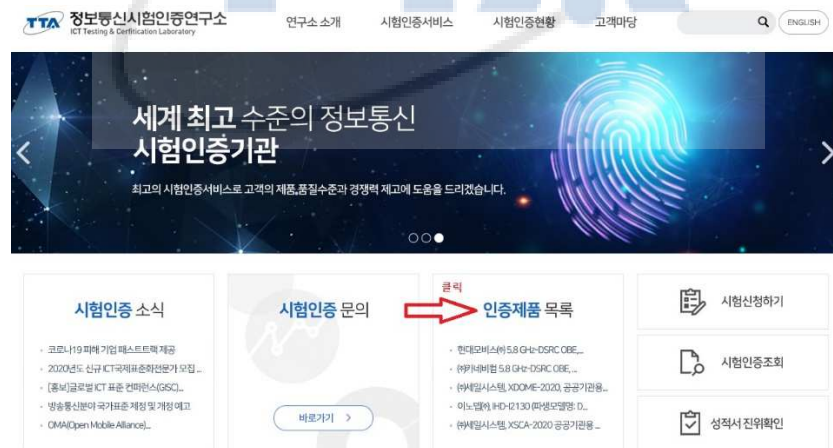 TTA 정보통신시험인증연구소
ICT Testing & Certification Laboratory
연구소 소개 시험인증서비스 시험인증현황 고객마당 ENGLISH
세계 최고 수준의 정보통신
시험인증기관
최고의 시험인증서비스로 고객의 제품,품질수준과 경쟁력 제고에 도움을 드리겠습니다.
시험인증 소식
코로나19 피해 기업 패스트트랙 제공
2020년도 신규 ICT국제표준화전문가 모집 ...
[홍보]글로벌 ICT 표준 컨퍼런스(GISC)...
방송통신분야 국가표준 제정 및 개정 예고
OMA(Open Mobile Alliance)...
시험인증 문의
바로가기 >
클릭
인증제품 목록
현대모비스㈜ 5.8 GHz-DSRC OBE,...
㈜카네비컴 5.8 GHz-DSRC OBE, ...
㈜세일시스템, XDOME-2020, 공공기관용...
이노뎁㈜, IHD-I2130 (파생모델명: D...
㈜세일시스템, XSCA-2020 공공기관용 ...
시험신청하기
시험인증조회
성적서 진위확인